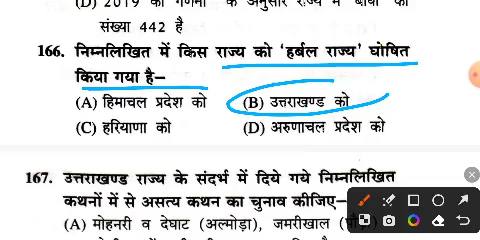 (D) 2019 की गणना के अनुसार राज्य में बाघों की
संख्या 442 है
166. निम्नलिखित में किस राज्य को 'हर्बल राज्य' घोषित
किया गया है–
(A) हिमाचल प्रदेश को (B) उत्तराखण्ड को
(C) हरियाणा को (D) अरुणाचल प्रदेश को
167. उत्तराखण्ड राज्य के संदर्भ में दिये गये निम्नलिखित
कथनों में से असत्य कथन का चुनाव कीजिए–
(A) मोहनरी व देघाट (अल्मोड़ा), जमरीखाल